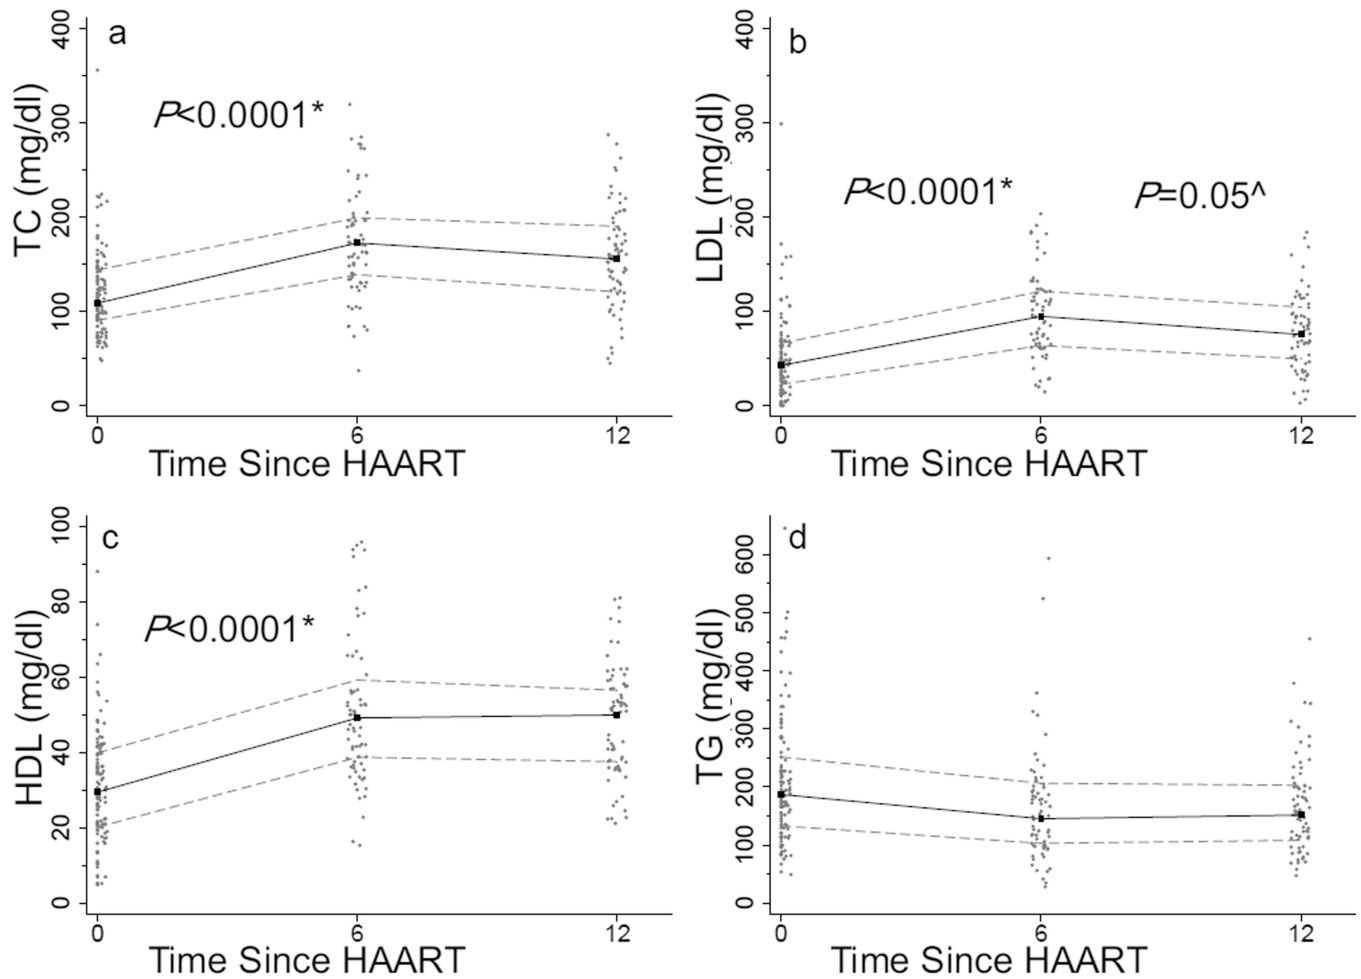 a
400
300
200
100
0
TC (mg/dl)
P<0.0001*
0 6 12
Time Since HAART
b
400
300
200
100
0
LDL (mg/dl)
P<0.0001* P=0.05^
0 6 12
Time Since HAART
c
100
80
60
40
20
0
HDL (mg/dl)
P<0.0001*
0 6 12
Time Since HAART
d
600
500
400
300
200
100
0
TG (mg/dl)
0 6 12
Time Since HAART